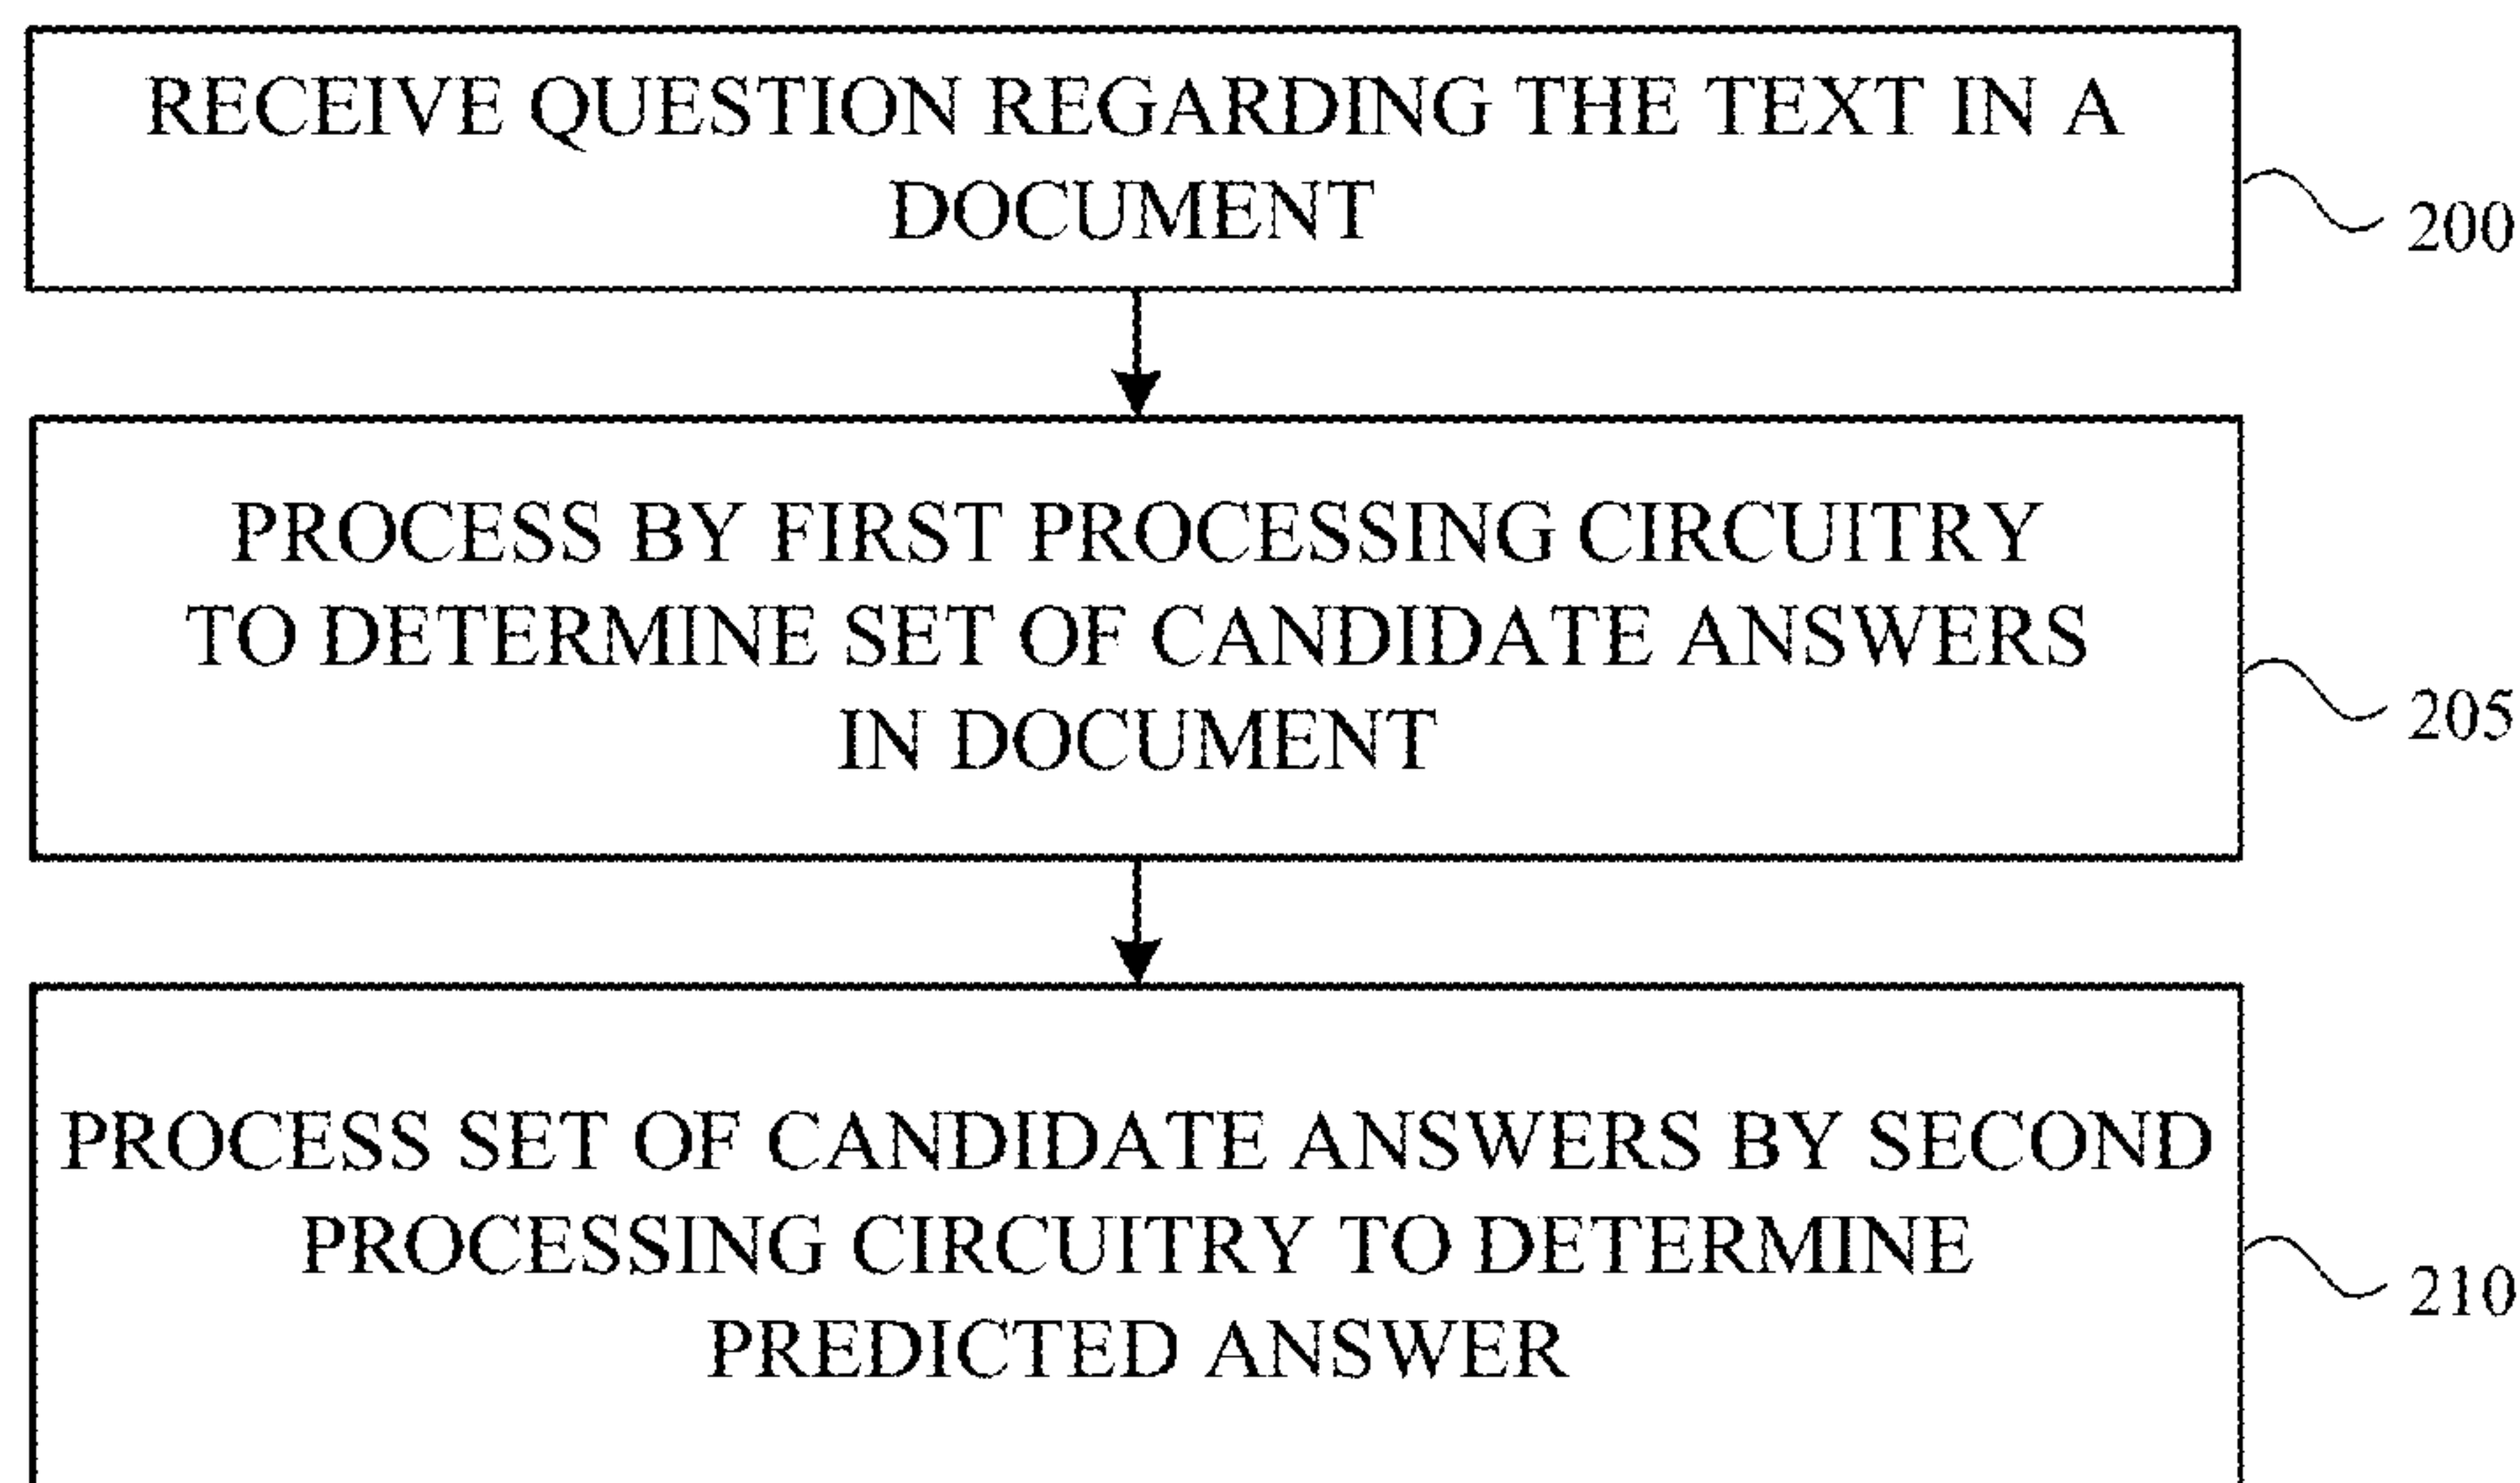 RECEIVE QUESTION REGARDING THE TEXT IN A
DOCUMENT
200
PROCESS BY FIRST PROCESSING CIRCUITRY
TO DETERMINE SET OF CANDIDATE ANSWERS
IN DOCUMENT
205
PROCESS SET OF CANDIDATE ANSWERS BY SECOND
PROCESSING CIRCUITRY TO DETERMINE
PREDICTED ANSWER
210